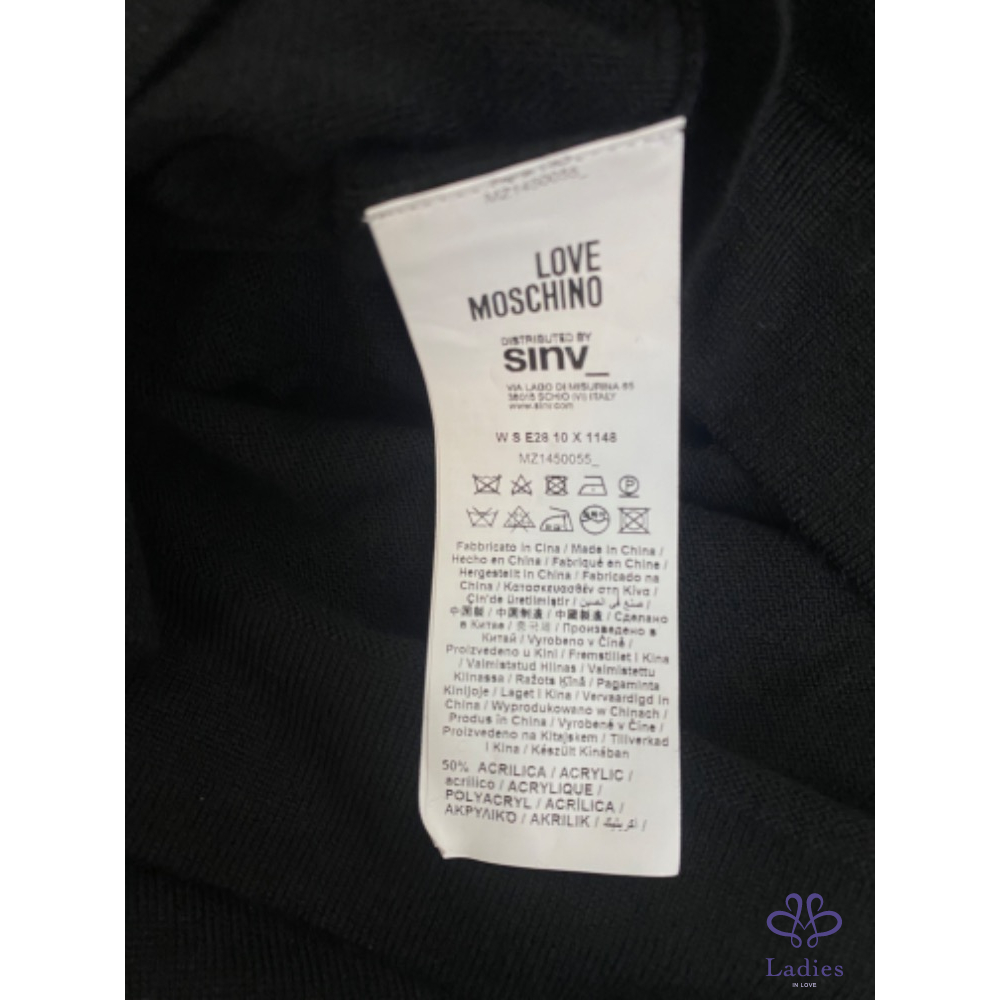 MZ1450055_
LOVE
MOSCHINO
DISTRIBUTED BY
sinv_
VIA LAGO DI MISURINA 85
36015 SCHIO (VI) ITALY
www.sinv.com
W S E28 10 X 1148
MZ1450055_
P
Fabbricato in Cina / Made in China /
Hecho en China / Fabriqué en Chine /
Hergestellt in China / Fabricado na
China / Κατασκευασθέν στη Κίνα /
Çin'de üretilmiştir / صنع في الصين /
中国製 / 中国制造 / 中國製造 / Сделано
в Китае / 중국제 / Произведено в
Китай / Vyrobeno v Číně /
Proizvedeno u Kini / Fremstillet i Kina
/ Valmistatud Hiinas / Valmistettu
Kiinassa / Ražots Ķīnā / Pagaminta
Kinijoje / Laget i Kina / Vervaardigd in
China / Wyprodukowano w Chinach /
Produs în China / Vyrobené v Číne /
Proizvedeno na Kitajskem / Tillverkad
i Kina / Készült Kínában
50% ACRILICA / ACRYLIC /
acrílico / ACRYLIQUE /
POLYACRYL / ACRÍLICA /
ΑΚΡΥΛΙΚΌ / AKRILIK / أكريليك /
Ladies
IN LOVE